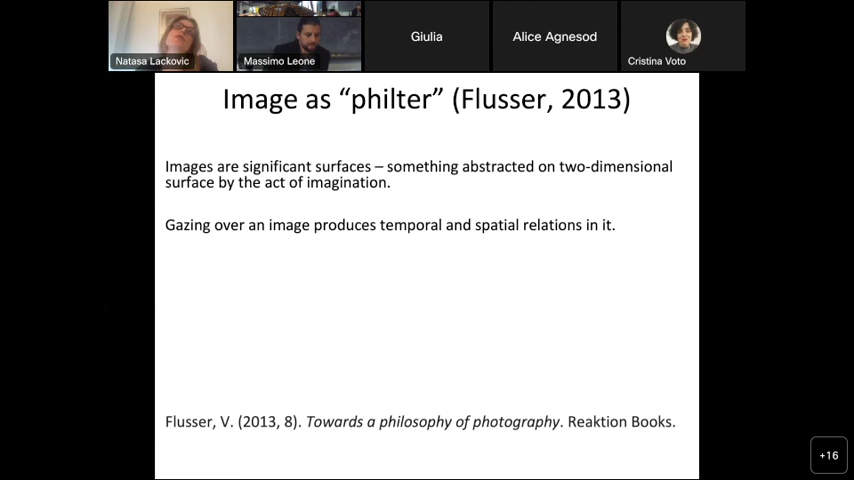 Giulia
Alice Agnesod
Natasa Lackovic
Massimo Leone
Cristina Voto
Image as “philter” (Flusser, 2013)
Images are significant surfaces – something abstracted on two-dimensional
surface by the act of imagination.
Gazing over an image produces temporal and spatial relations in it.
Flusser, V. (2013, 8). Towards a philosophy of photography. Reaktion Books.
+16